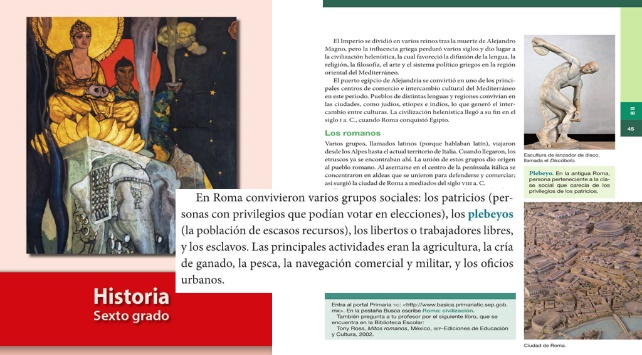 Historia
Sexto grado
El Imperio se dividió en varios reinos tras la muerte de Alejandro
Magno, pero la influencia griega perduró varios siglos y dio lugar a
la civilización helenística, la cual favoreció la difusión de la lengua, la
religión, la filosofía, el arte y el sistema político griegos en la región
oriental del Mediterráneo.
El puerto egipcio de Alejandría se convirtió en uno de los princi-
pales centros de comercio e intercambio cultural del Mediterráneo
en este periodo. Pueblos de distintas lenguas y regiones convivían en
las ciudades, como judíos, etíopes e indios, lo que generó el inter-
cambio entre culturas. La civilización helenística llegó a su fin en el
siglo I a. C., cuando Roma conquistó Egipto.
Los romanos
Varios grupos, llamados latinos (porque hablaban latín), viajaron
desde los Alpes hasta el actual territorio de Italia. Cuando llegaron, los
etruscos ya se encontraban ahí. La unión de estos grupos dio origen
al pueblo romano. Al asentarse en el centro de la península itálica se
concentraron en aldeas que se unieron para defenderse y comerciar;
así surgió la ciudad de Roma a mediados del siglo VIII a. C.
En Roma convivieron varios grupos sociales: los patricios (per-
sonas con privilegios que podían votar en elecciones), los plebeyos
(la población de escasos recursos), los libertos o trabajadores libres,
y los esclavos. Las principales actividades eran la agricultura, la cría
de ganado, la pesca, la navegación comercial y militar, y los oficios
urbanos.
Entra al portal Primaria TIC: <http://www.basica.primariatic.sep.gob.
mx>. En la pestaña Busca escribe Roma: civilización.
También pregunta a tu profesor por el siguiente libro, que se
encuentra en la Biblioteca Escolar:
Tony Ross, Mitos romanos, México, SEP-Ediciones de Educación
y Cultura, 2002.
45
Escultura de lanzador de disco,
llamada el Discóbolo.
Plebeyo. En la antigua Roma,
persona perteneciente a la cla-
se social que carecía de los
privilegios de los patricios.
Ciudad de Roma.